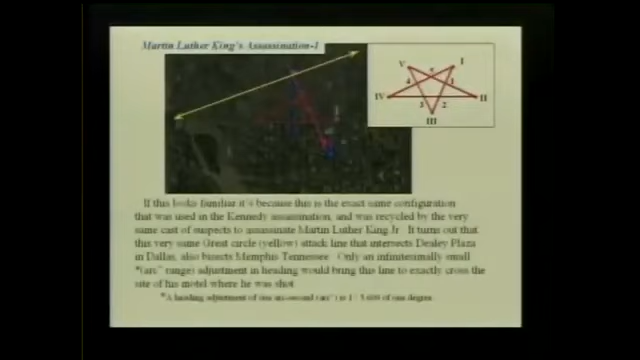 Martin Luther King's Assassination-1
V
I
5
4
1
IV
II
3
2
III
If this looks familiar it's because this is the exact same configuration
that was used in the Kennedy assassination, and was recycled by the very
same cast of suspects to assassinate Martin Luther King Jr. It turns out that
this very same Great circle (yellow) attack line that intersects Dealey Plaza
in Dallas, also bisects Memphis Tennessee. Only an infinitesimally small
*(arc" range) adjustment in heading would bring this line to exactly cross the
site of his motel where he was shot.
*A heading adjustment of one arc-second (arc") is 1 / 3,600 of one degree.